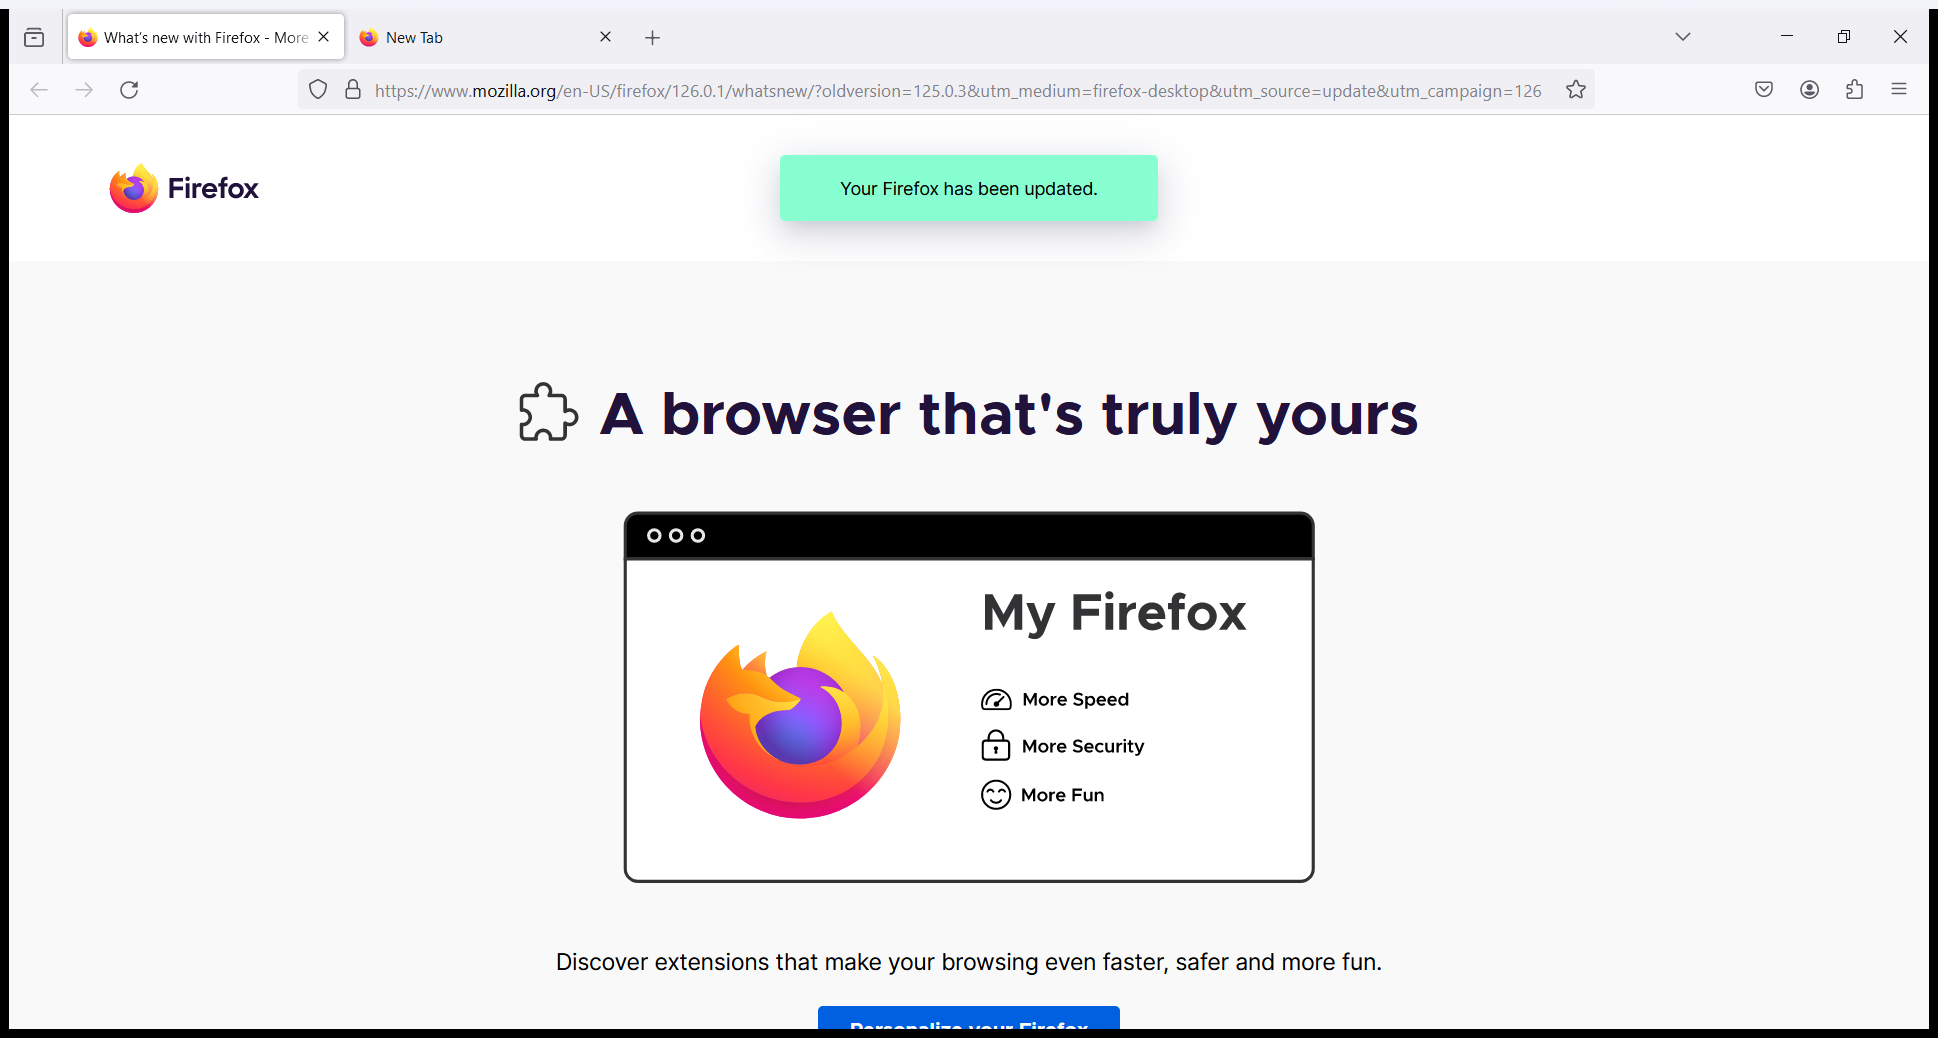 What's new with Firefox - More
New Tab
https://www.mozilla.org/en-US/firefox/126.0.1/whatsnew/?oldversion=125.0.3&utm_medium=firefox-desktop&utm_source=update&utm_campaign=126
Firefox
Your Firefox has been updated.
A browser that's truly yours
My Firefox
More Speed
More Security
More Fun
Discover extensions that make your browsing even faster, safer and more fun.
Personalize your Firefox